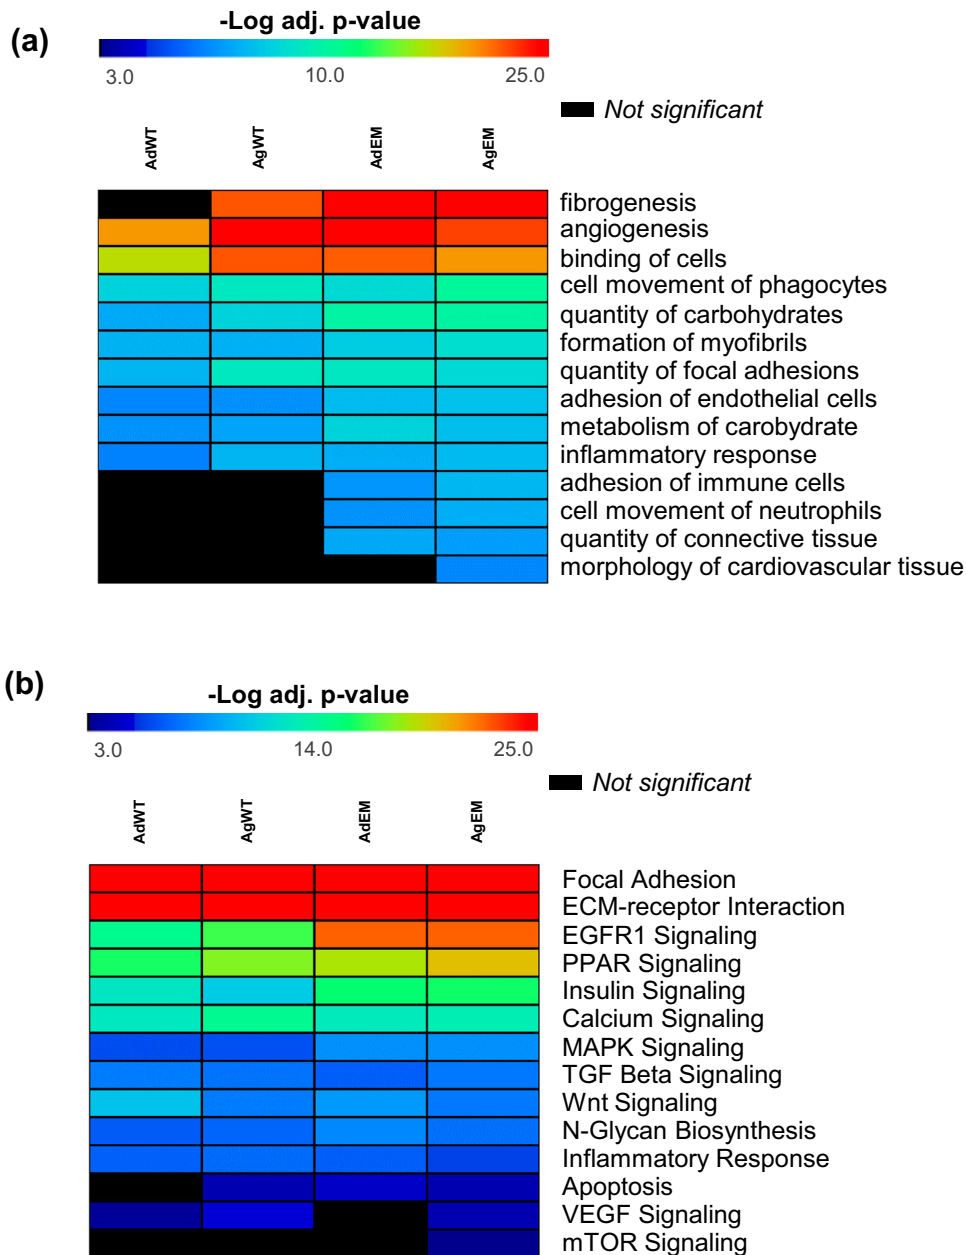 (a)
-Log adj. p-value
3.0 10.0 25.0
Not significant
AdWT AgWT AdEM AgEM
fibrogenesis
angiogenesis
binding of cells
cell movement of phagocytes
quantity of carbohydrates
formation of myofibrils
quantity of focal adhesions
adhesion of endothelial cells
metabolism of carobydrate
inflammatory response
adhesion of immune cells
cell movement of neutrophils
quantity of connective tissue
morphology of cardiovascular tissue
(b)
-Log adj. p-value
3.0 14.0 25.0
Not significant
AdWT AgWT AdEM AgEM
Focal Adhesion
ECM-receptor Interaction
EGFR1 Signaling
PPAR Signaling
Insulin Signaling
Calcium Signaling
MAPK Signaling
TGF Beta Signaling
Wnt Signaling
N-Glycan Biosynthesis
Inflammatory Response
Apoptosis
VEGF Signaling
mTOR Signaling